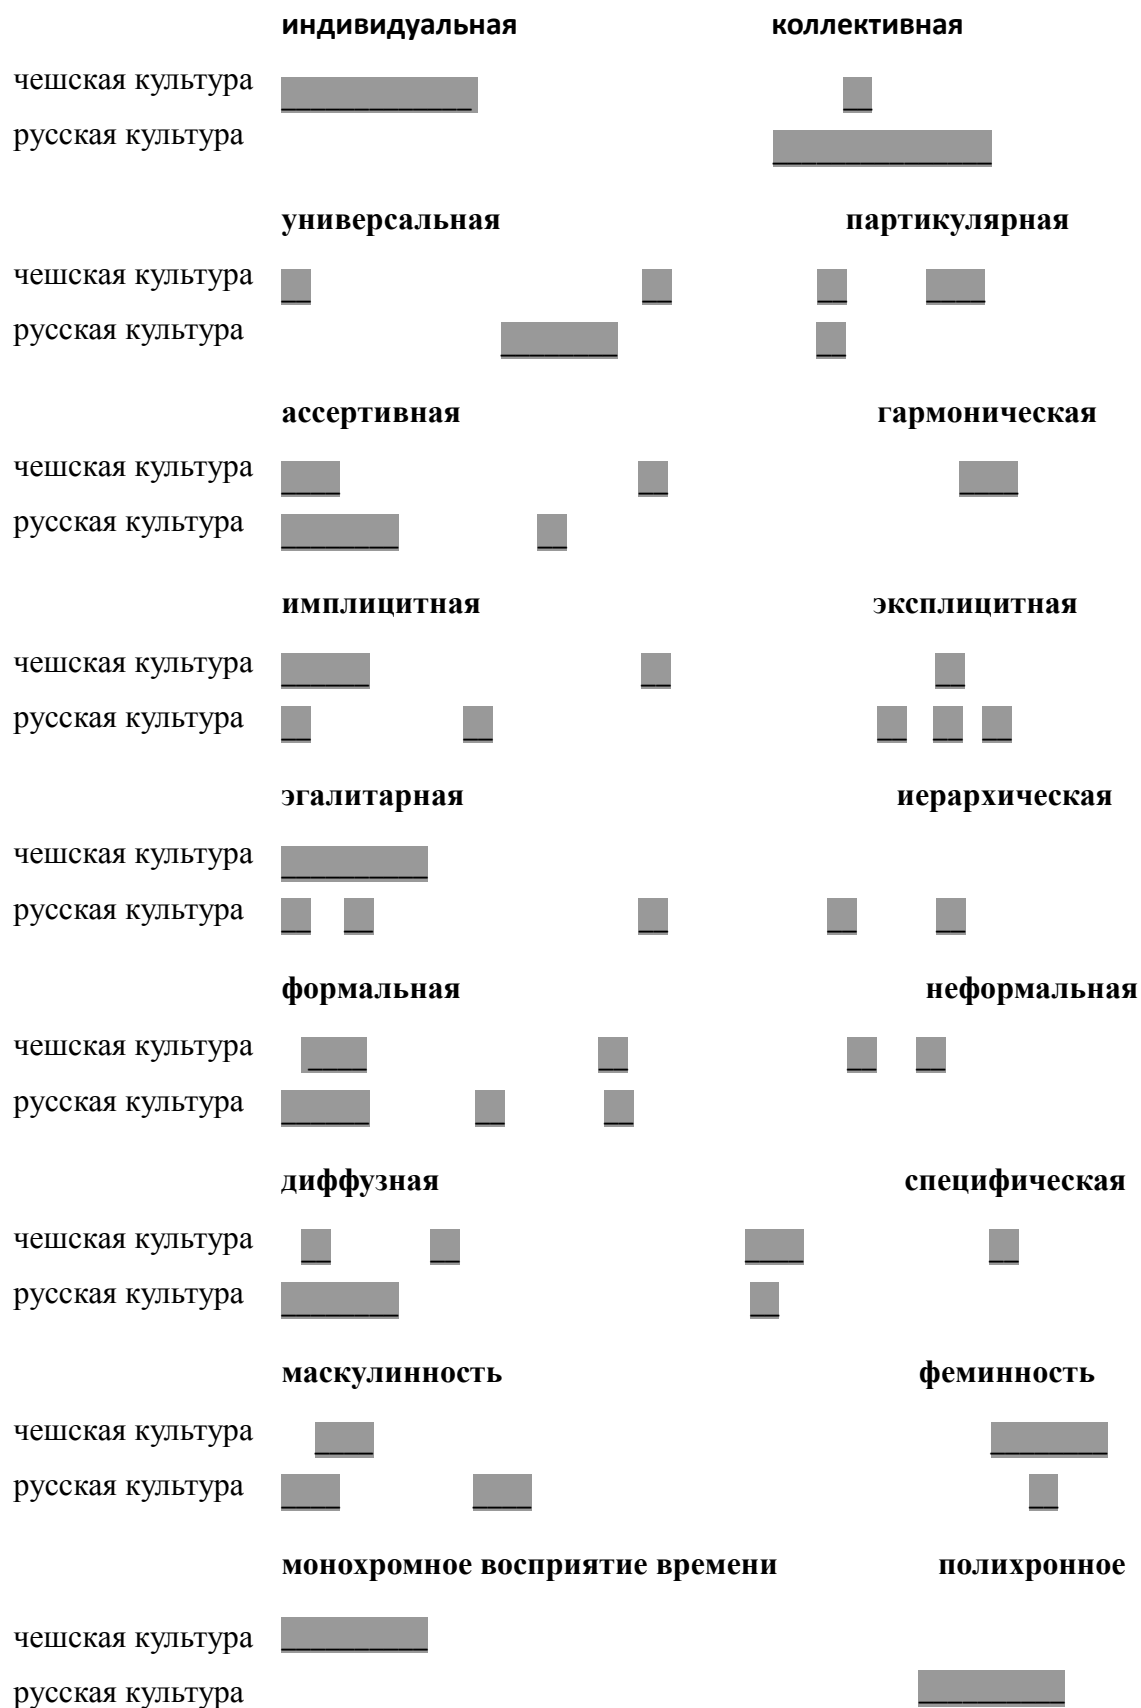 индивидуальная коллективная
чешская культура
русская культура
универсальная партикулярная
чешская культура
русская культура
ассертивная гармоническая
чешская культура
русская культура
имплицитная эксплицитная
чешская культура
русская культура
эгалитарная иерархическая
чешская культура
русская культура
формальная неформальная
чешская культура
русская культура
диффузная специфическая
чешская культура
русская культура
маскулинность феминность
чешская культура
русская культура
монохромное восприятие времени полихронное
чешская культура
русская культура